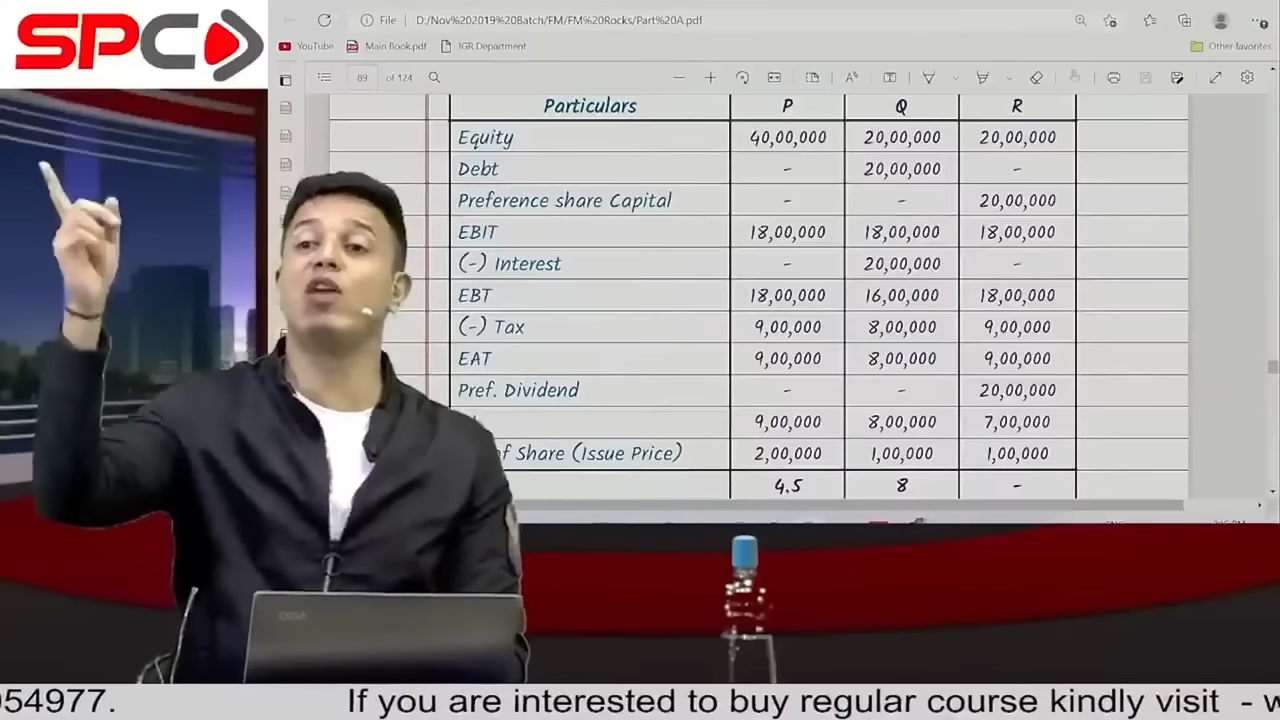 SPC
File D:/Nov%202019%20Batch/FM/FM%20Rocks/Part%20A.pdf
YouTube Main Book.pdf IGR Department Other favorites
89 of 124
Particulars P Q R
Equity 40,00,000 20,00,000 20,00,000
Debt - 20,00,000 -
Preference share Capital - - 20,00,000
EBIT 18,00,000 18,00,000 18,00,000
(-) Interest - 20,00,000 -
EBT 18,00,000 16,00,000 18,00,000
(-) Tax 9,00,000 8,00,000 9,00,000
EAT 9,00,000 8,00,000 9,00,000
Pref. Dividend - - 20,00,000
9,00,000 8,00,000 7,00,000
of Share (Issue Price) 2,00,000 1,00,000 1,00,000
4.5 8 -
054977. If you are interested to buy regular course kindly visit - w